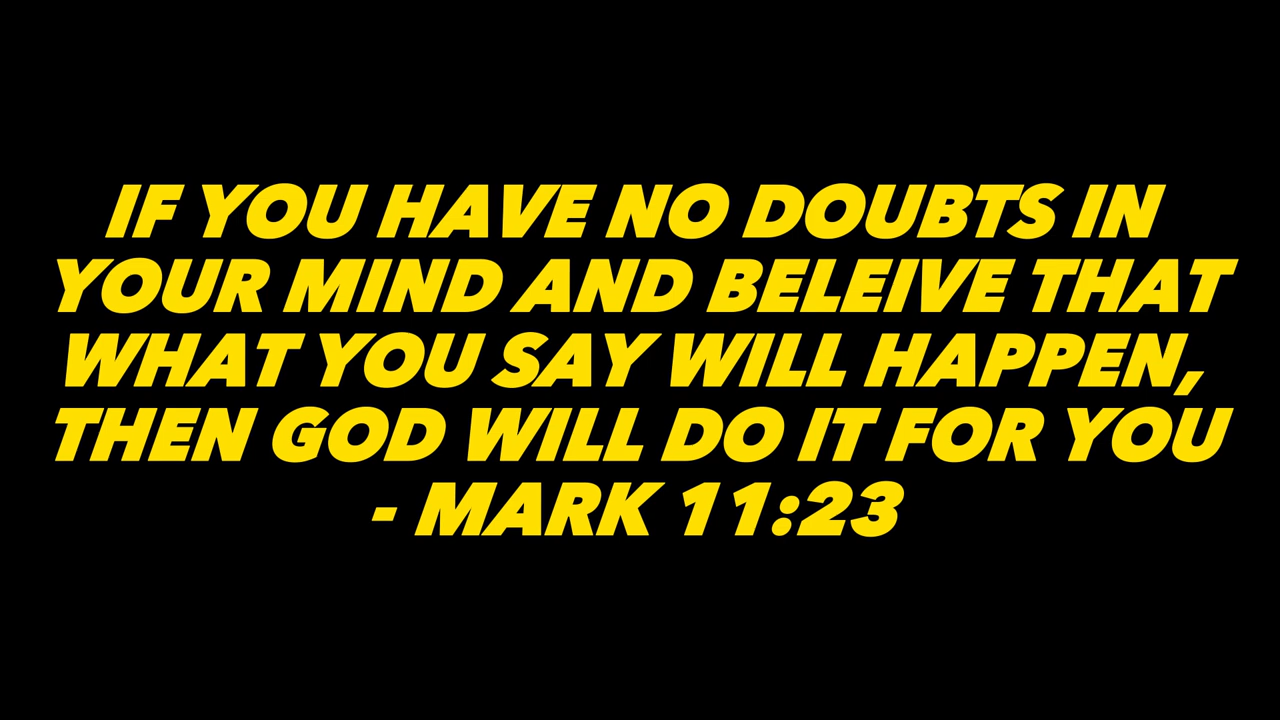 IF YOU HAVE NO DOUBTS IN
YOUR MIND AND BELEIVE THAT
WHAT YOU SAY WILL HAPPEN,
THEN GOD WILL DO IT FOR YOU
- MARK 11:23